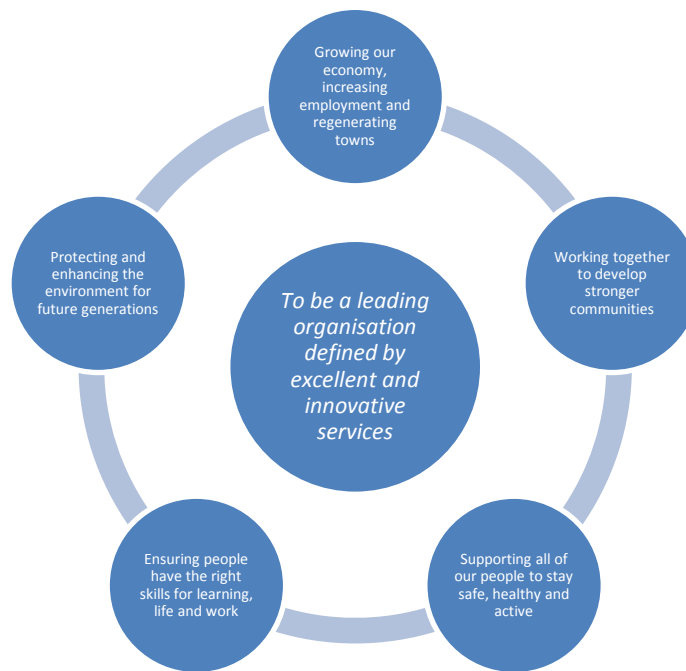 Growing our
economy,
increasing
employment and
regenerating
towns
Working together
to develop
stronger
communities
Supporting all of
our people to stay
safe, healthy and
active
Ensuring people
have the right
skills for learning,
life and work
Protecting and
enhancing the
environment for
future generations
To be a leading
organisation
defined by
excellent and
innovative
services